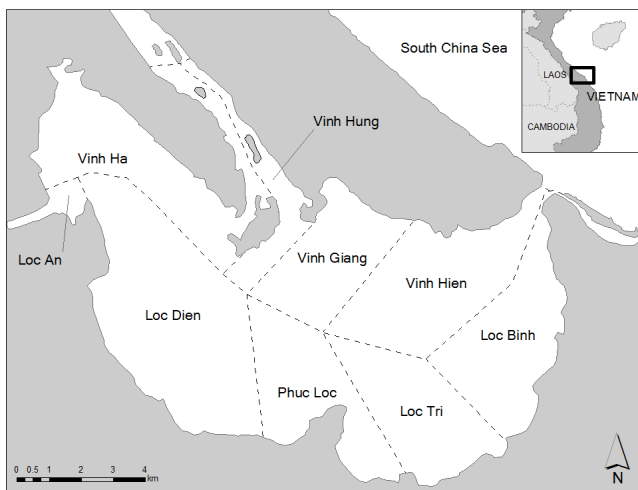 South China Sea
LAOS
VIETNAM
CAMBODIA
Vinh Hung
Vinh Ha
Loc An
Vinh Giang
Vinh Hien
Loc Dien
Loc Binh
Phuc Loc
Loc Tri
0 0.5 1 2 3 4
km
N